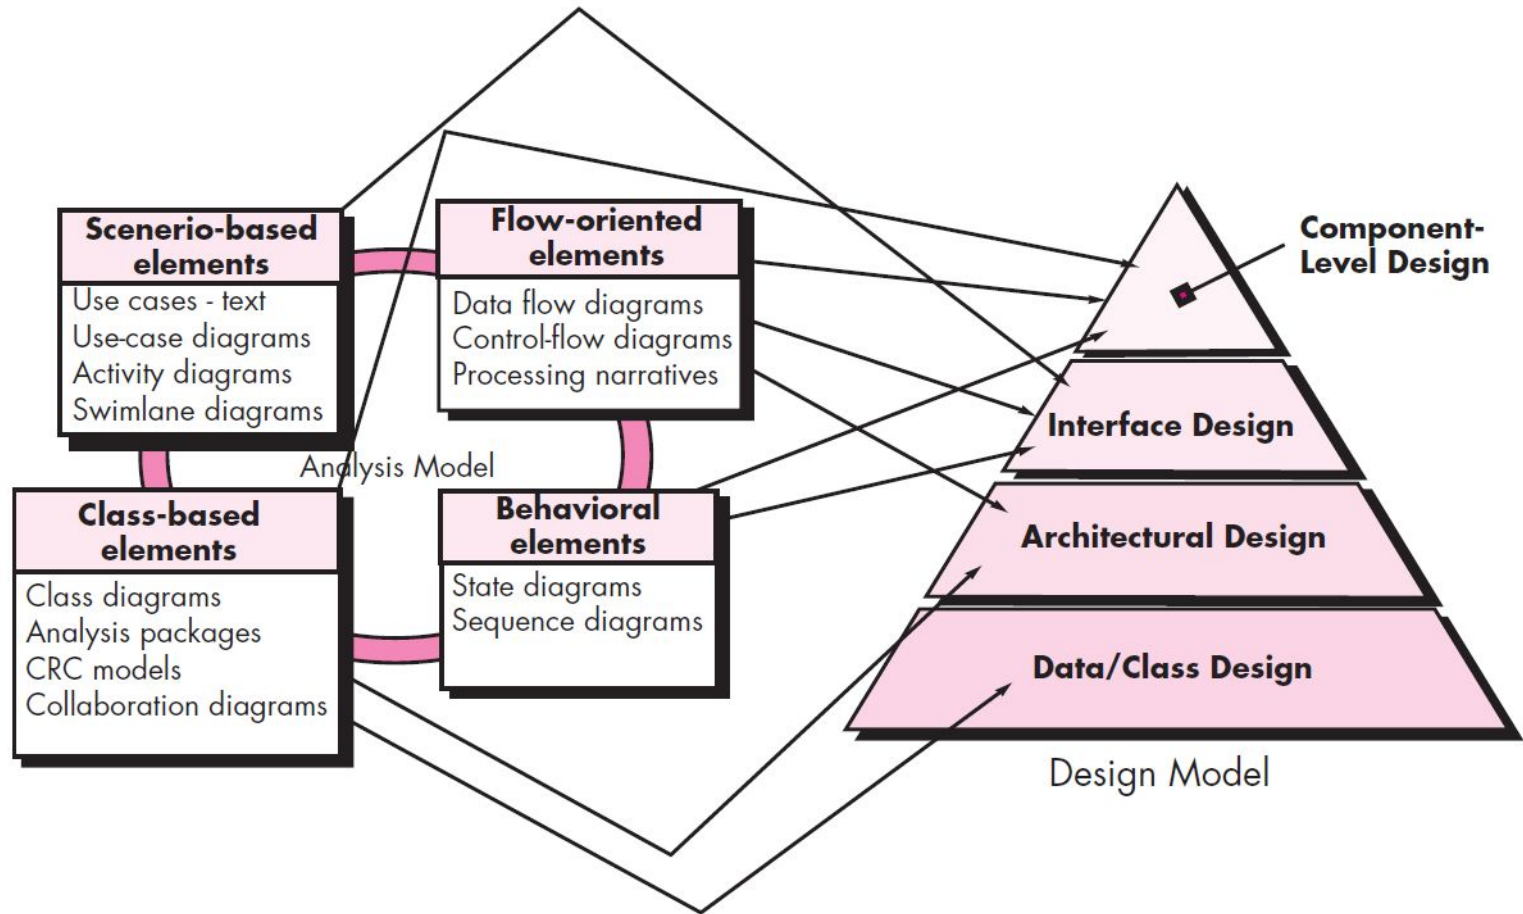 Scenerio-based
elements
Use cases - text
Use-case diagrams
Activity diagrams
Swimlane diagrams
Flow-oriented
elements
Data flow diagrams
Control-flow diagrams
Processing narratives
Analysis Model
Class-based
elements
Class diagrams
Analysis packages
CRC models
Collaboration diagrams
Behavioral
elements
State diagrams
Sequence diagrams
Component-
Level Design
Interface Design
Architectural Design
Data/Class Design
Design Model